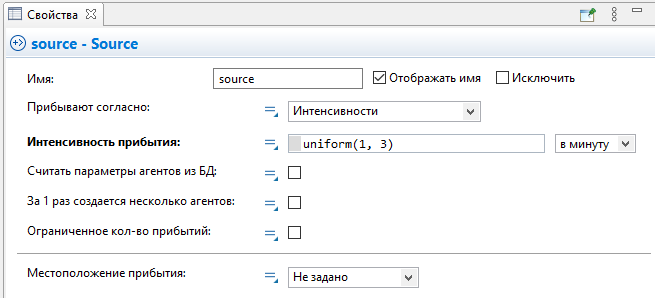 Свойства
source - Source
Имя: source Отображать имя Исключить
Прибывают согласно: Интенсивности
Интенсивность прибытия: uniform(1, 3) в минуту
Считать параметры агентов из БД:
За 1 раз создается несколько агентов:
Ограниченное кол-во прибытий:
Местоположение прибытия: Не задано